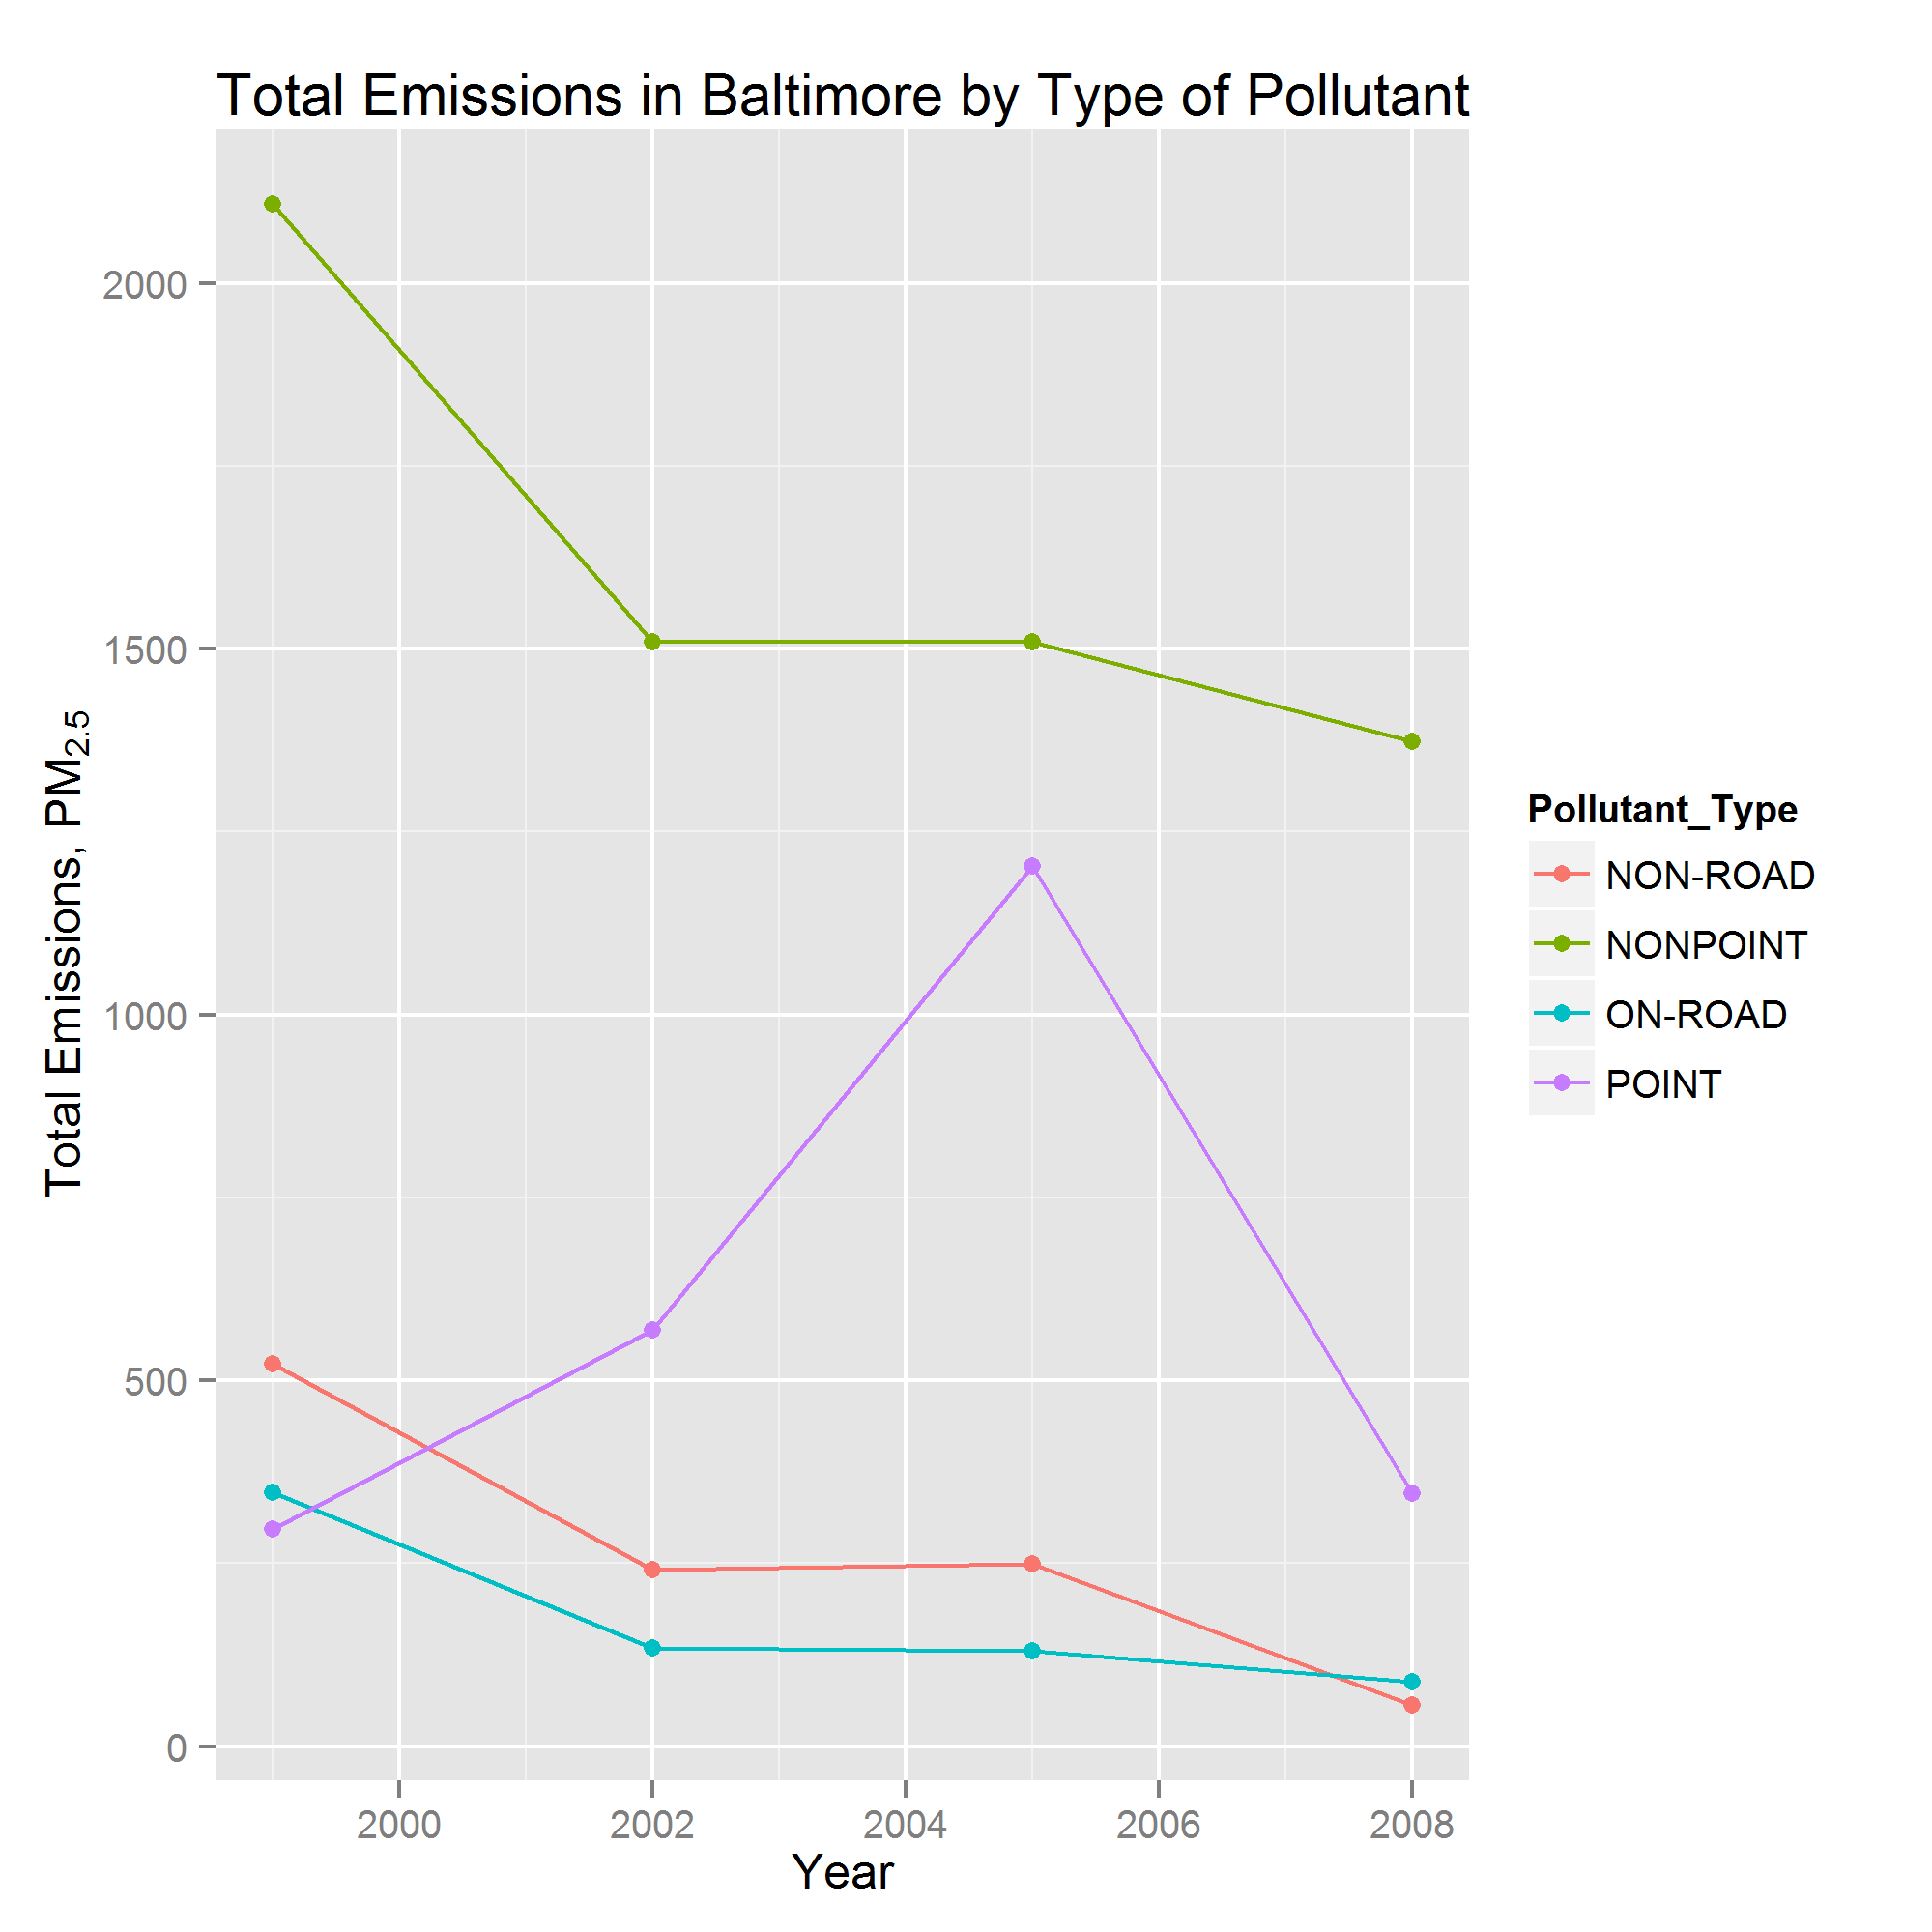 Total Emissions in Baltimore by Type of Pollutant
Total Emissions, PM2.5
2000
1500
1000
500
0
2000 2002 2004 2006 2008
Year
Pollutant_Type
NON-ROAD
NONPOINT
ON-ROAD
POINT